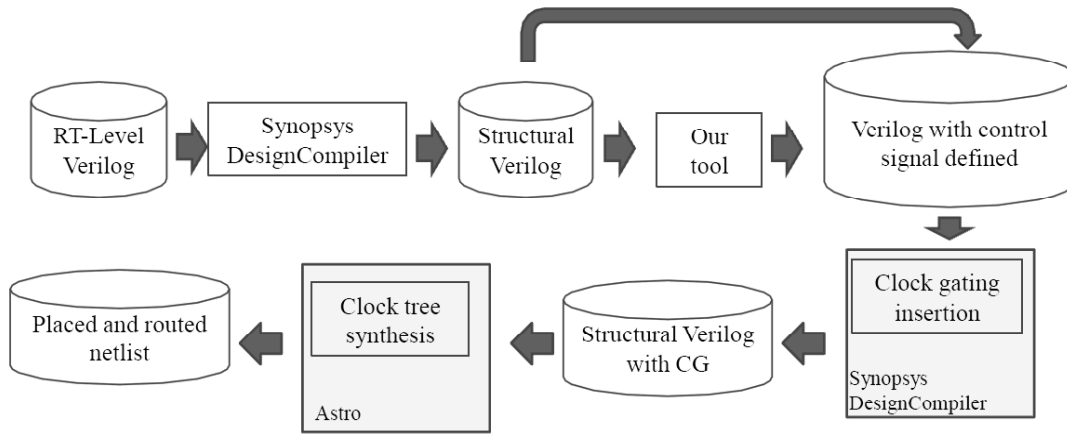 RT-Level
Verilog
Synopsys
DesignCompiler
Structural
Verilog
Our
tool
Verilog with control
signal defined
Clock gating
insertion
Synopsys
DesignCompiler
Structural Verilog
with CG
Clock tree
synthesis
Astro
Placed and routed
netlist